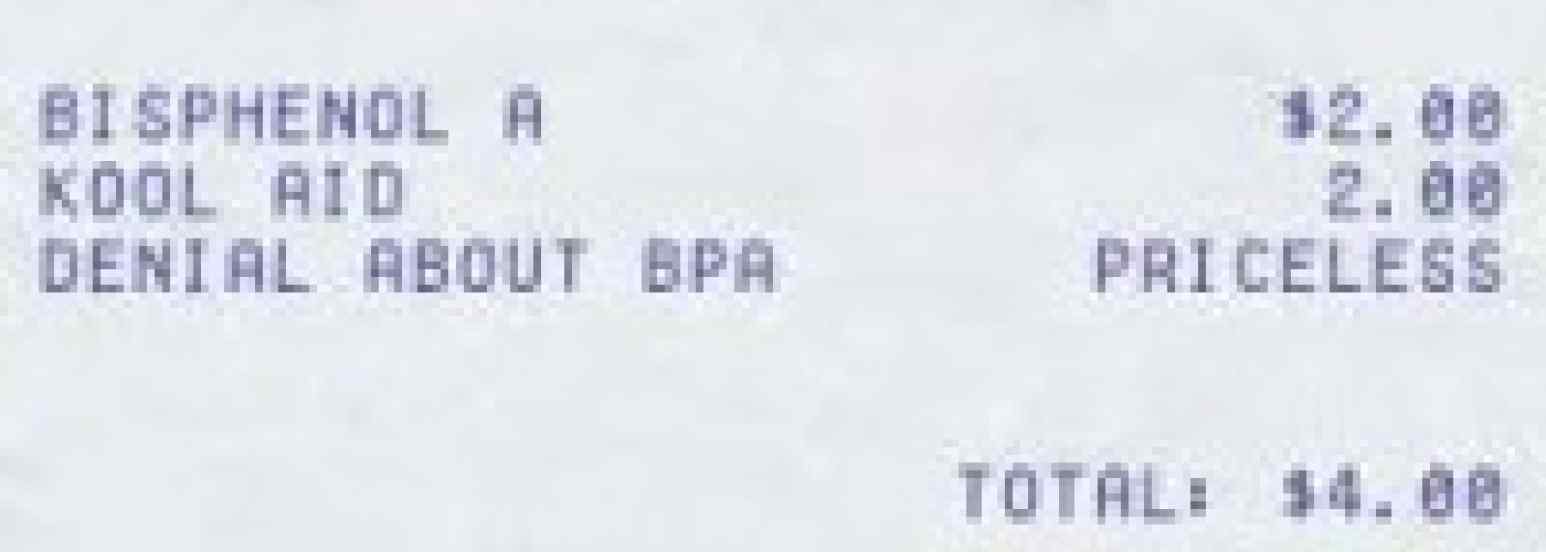 BISPHENOL A $2.00
KOOL AID 2.00
DENIAL ABOUT BPA PRICELESS
TOTAL: $4.00